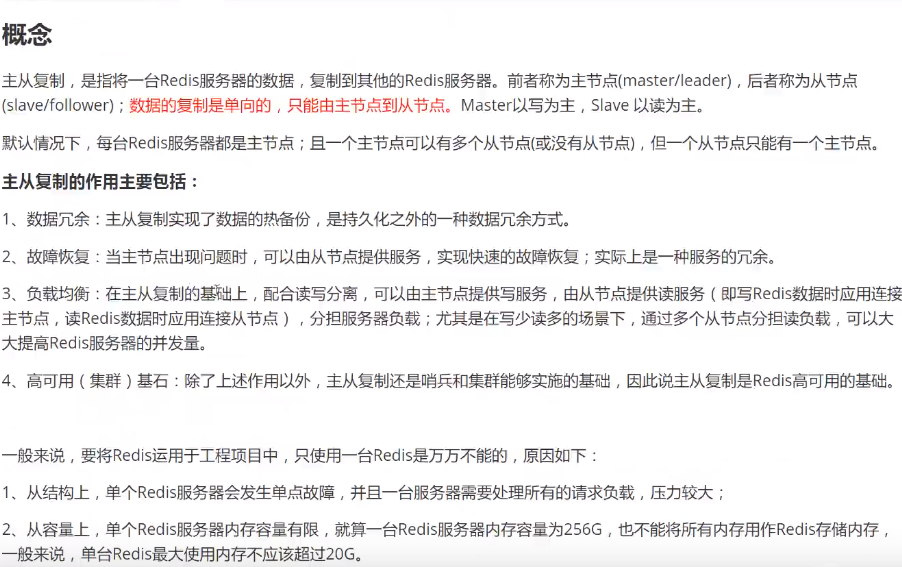 概念
主从复制，是指将一台Redis服务器的数据，复制到其他的Redis服务器。前者称为主节点(master/leader)，后者称为从节点
(slave/follower)；数据的复制是单向的，只能由主节点到从节点。Master以写为主，Slave 以读为主。
默认情况下，每台Redis服务器都是主节点；且一个主节点可以有多个从节点(或没有从节点)，但一个从节点只能有一个主节点。
主从复制的作用主要包括：
1、数据冗余：主从复制实现了数据的热备份，是持久化之外的一种数据冗余方式。
2、故障恢复：当主节点出现问题时，可以由从节点提供服务，实现快速的故障恢复；实际上是一种服务的冗余。
3、负载均衡：在主从复制的基础上，配合读写分离，可以由主节点提供写服务，由从节点提供读服务（即写Redis数据时应用连接
主节点，读Redis数据时应用连接从节点），分担服务器负载；尤其是在写少读多的场景下，通过多个从节点分担读负载，可以大
大提高Redis服务器的并发量。
4、高可用（集群）基石：除了上述作用以外，主从复制还是哨兵和集群能够实施的基础，因此说主从复制是Redis高可用的基础。
一般来说，要将Redis运用于工程项目中，只使用一台Redis是万万不能的，原因如下：
1、从结构上，单个Redis服务器会发生单点故障，并且一台服务器需要处理所有的请求负载，压力较大；
2、从容量上，单个Redis服务器内存容量有限，就算一台Redis服务器内存容量为256G，也不能将所有内存用作Redis存储内存，
一般来说，单台Redis最大使用内存不应该超过20G。